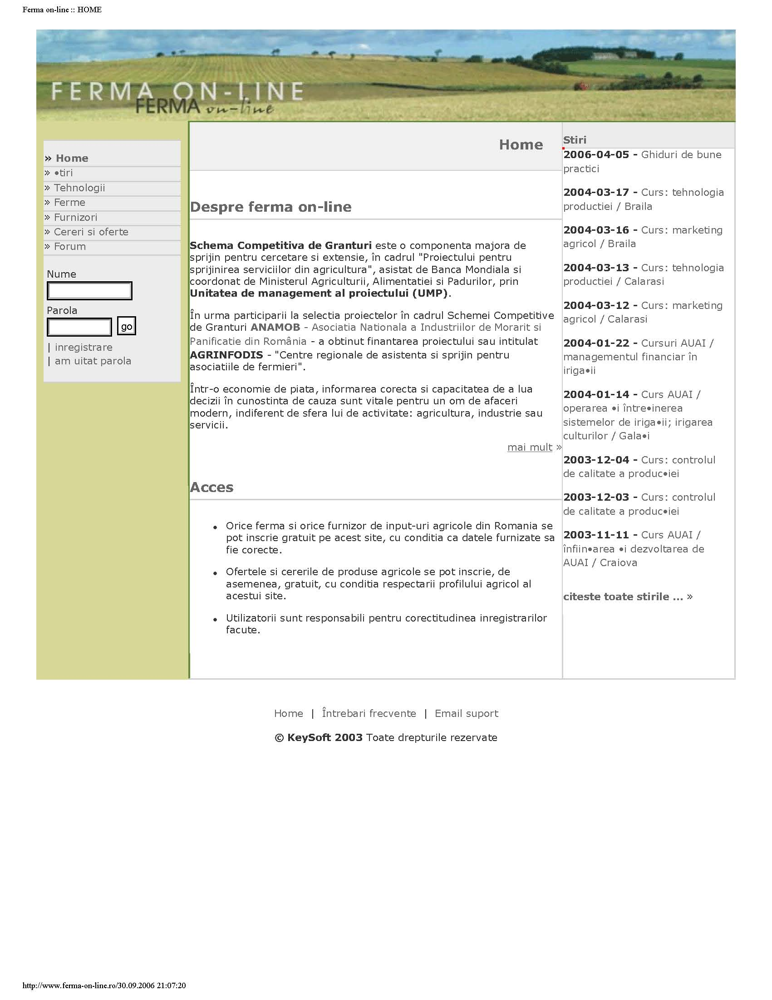 Ferma on-line :: HOME
FERMA ON-LINE
FERMA on-line
» Home
» •tiri
» Tehnologii
» Ferme
» Furnizori
» Cereri si oferte
» Forum
Nume
Parola
go
| inregistrare
| am uitat parola
Home
Despre ferma on-line
Schema Competitiva de Granturi este o componenta majora de
sprijin pentru cercetare si extensie, în cadrul "Proiectului pentru
sprijinirea serviciilor din agricultura", asistat de Banca Mondiala si
coordonat de Ministerul Agriculturii, Alimentatiei si Padurilor, prin
Unitatea de management al proiectului (UMP).
În urma participarii la selectia proiectelor în cadrul Schemei Competitive
de Granturi ANAMOB - Asociatia Nationala a Industriilor de Morarit si
Panificatie din România - a obtinut finantarea proiectului sau intitulat
AGRINFODIS - "Centre regionale de asistenta si sprijin pentru
asociatiile de fermieri".
Într-o economie de piata, informarea corecta si capacitatea de a lua
decizii în cunostinta de cauza sunt vitale pentru un om de afaceri
modern, indiferent de sfera lui de activitate: agricultura, industrie sau
servicii.
mai mult »
Acces
• Orice ferma si orice furnizor de input-uri agricole din Romania se
pot inscrie gratuit pe acest site, cu conditia ca datele furnizate sa
fie corecte.
• Ofertele si cererile de produse agricole se pot inscrie, de
asemenea, gratuit, cu conditia respectarii profilului agricol al
acestui site.
• Utilizatorii sunt responsabili pentru corectitudinea inregistrarilor
facute.
Stiri
2006-04-05 - Ghiduri de bune
practici
2004-03-17 - Curs: tehnologia
productiei / Braila
2004-03-16 - Curs: marketing
agricol / Braila
2004-03-13 - Curs: tehnologia
productiei / Calarasi
2004-03-12 - Curs: marketing
agricol / Calarasi
2004-01-22 - Cursuri AUAI /
managementul financiar în
iriga•ii
2004-01-14 - Curs AUAI /
operarea •i între•inerea
sistemelor de iriga•ii; irigarea
culturilor / Gala•i
2003-12-04 - Curs: controlul
de calitate a produc•iei
2003-12-03 - Curs: controlul
de calitate a produc•iei
2003-11-11 - Curs AUAI /
înfiin•area •i dezvoltarea de
AUAI / Craiova
citeste toate stirile ... »
Home | Întrebari frecvente | Email suport
© KeySoft 2003 Toate drepturile rezervate
http://www.ferma-on-line.ro/30.09.2006 21:07:20